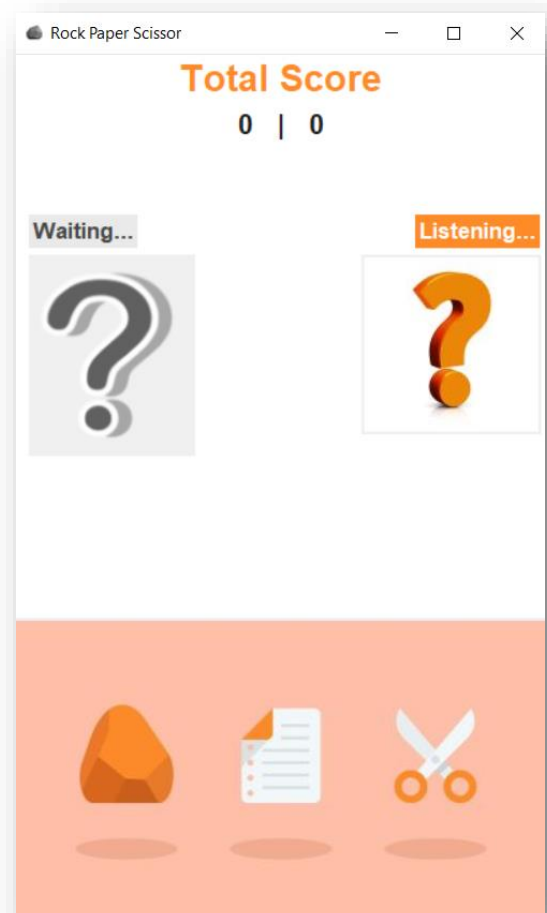 Rock Paper Scissor
Total Score
0 | 0
Waiting...
Listening...